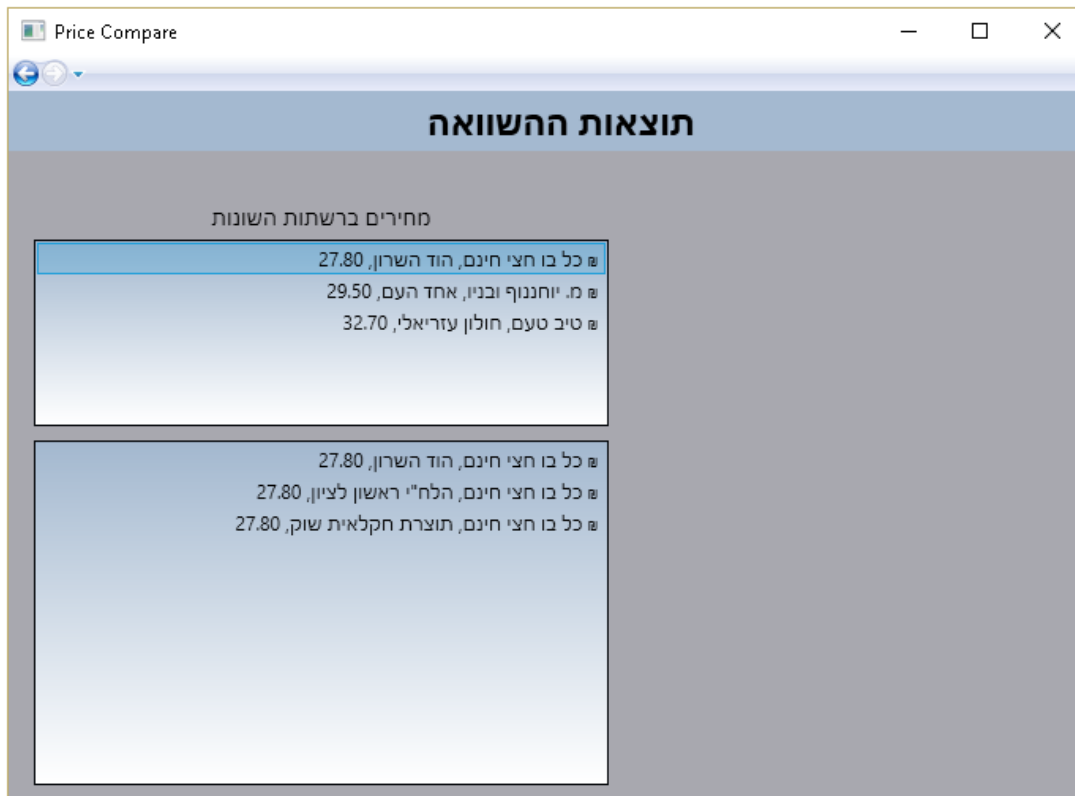 Price Compare
תוצאות ההשוואה
מחירים ברשתות השונות
₪ כל בו חצי חינם, הוד השרון, 27.80
₪ מ. יוחננוף ובניו, אחד העם, 29.50
₪ טיב טעם, חולון עזריאלי, 32.70
₪ כל בו חצי חינם, הוד השרון, 27.80
₪ כל בו חצי חינם, הלח"י ראשון לציון, 27.80
₪ כל בו חצי חינם, תוצרת חקלאית שוק, 27.80